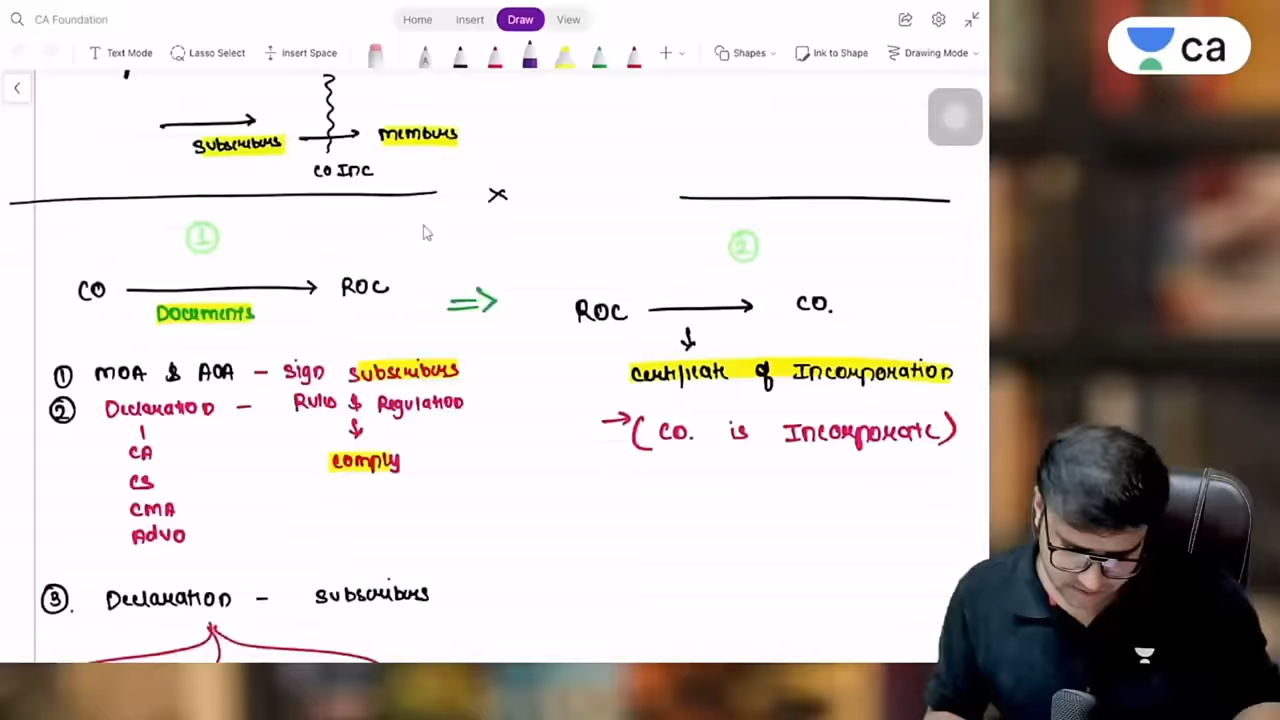 CA Foundation
Home Insert Draw View
Text Mode Lasso Select Insert Space Shapes Ink to Shape Drawing Mode
ca
Subscribers
members
CO INC
x
①
②
CO
ROC
Documents
ROC
CO.
① MOA & AOA - Sign Subscribers
② Declaration - Rules & Regulation
comply
CA
CS
CMA
Advo
certificate of Incorporation
(CO. is Incorporate)
③. Declaration - Subscribers